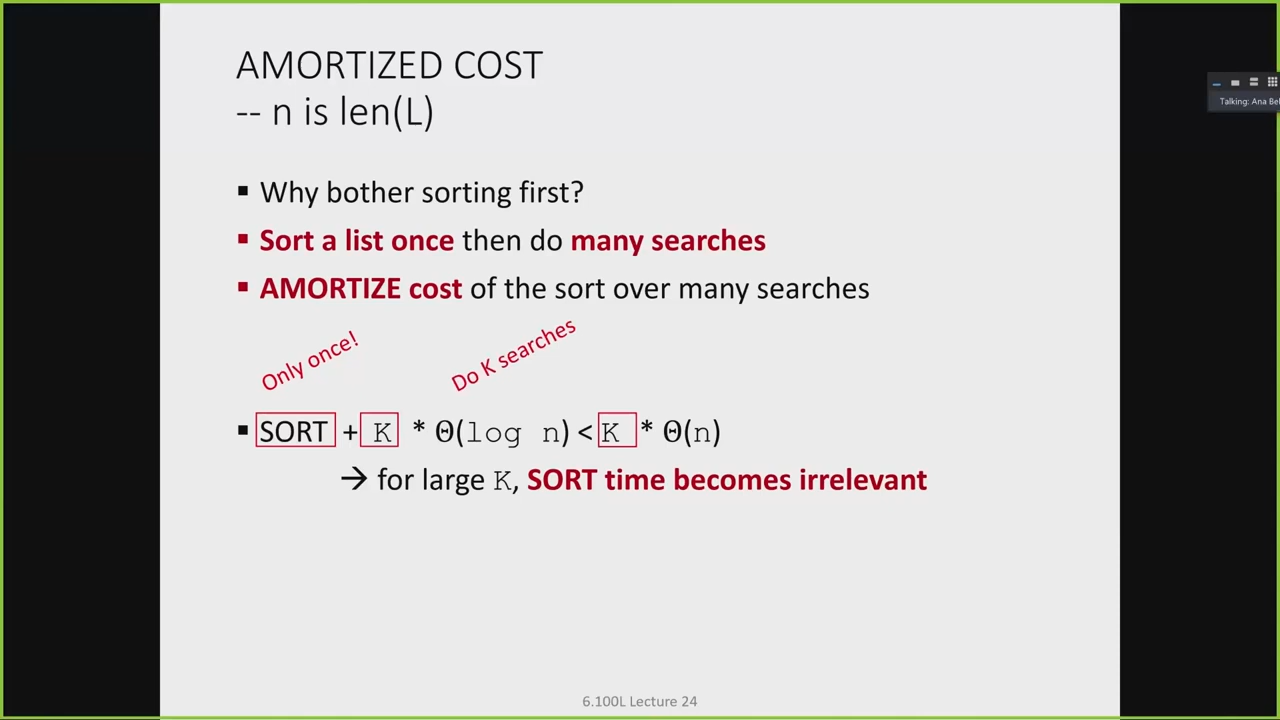 AMORTIZED COST
-- n is len(L)
Talking: Ana Bel
▪ Why bother sorting first?
▪ Sort a list once then do many searches
▪ AMORTIZE cost of the sort over many searches
Only once!
Do K searches
▪ SORT + K * Θ(log n) < K * Θ(n)
→ for large K, SORT time becomes irrelevant
6.100L Lecture 24